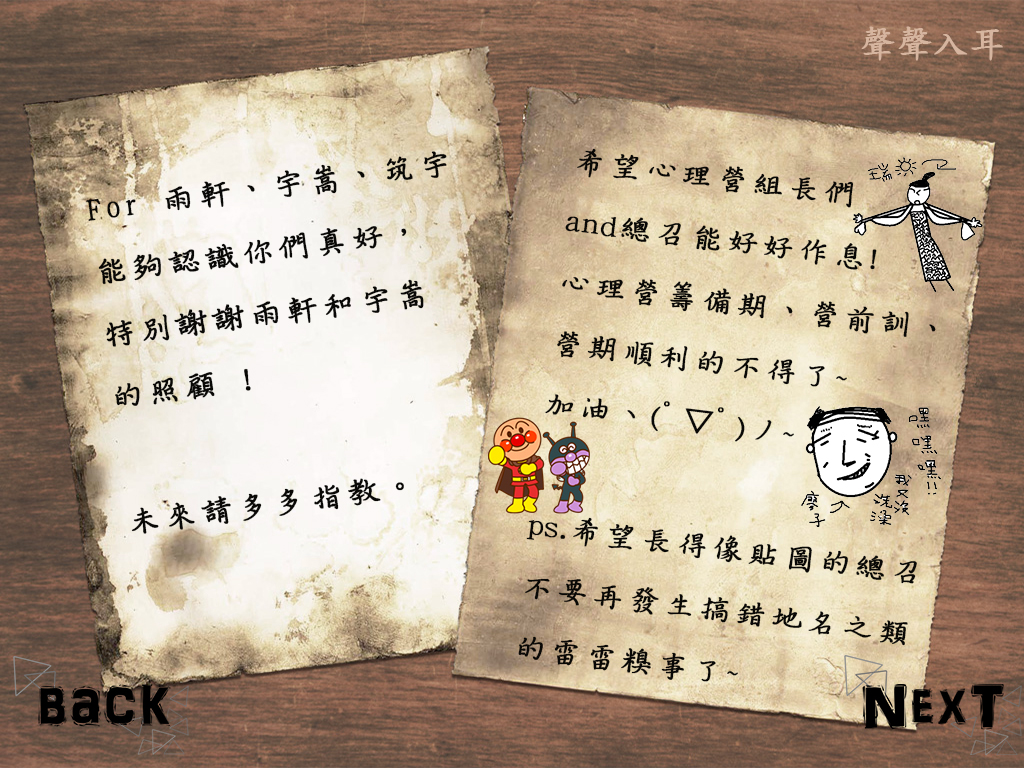 聲聲入耳
For 雨軒、宇嵩、筑宇
能夠認識你們真好，
特別謝謝雨軒和宇嵩
的照顧 !
未來請多多指教。
希望心理營組長們
and總召能好好作息!
心理營籌備期、營前訓、
營期順利的不得了~
加油ヽ(ﾟ▽ﾟ)ノ~
ps.希望長得像貼圖的總召
不要再發生搞錯地名之類
的雷雷糗事了~
嘿
嘿
嘿!!
我又沒
洗澡
廖
子
BACK
NEXT